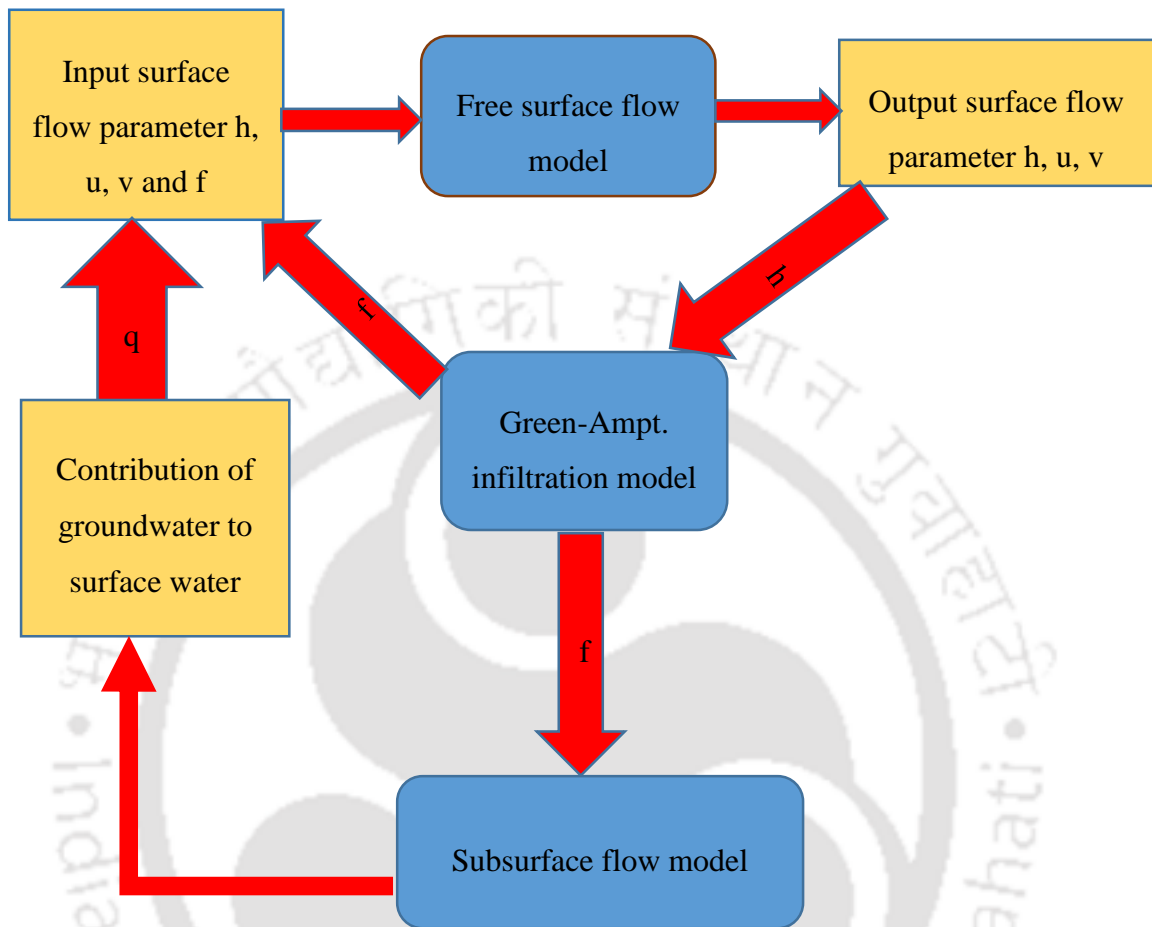 Input surface
flow parameter h,
u, v and f
Free surface flow
model
Output surface flow
parameter h, u, v
h
f
q
Green-Ampt.
infiltration model
Contribution of
groundwater to
surface water
f
Subsurface flow model
संस्थान
गुवाहाटी